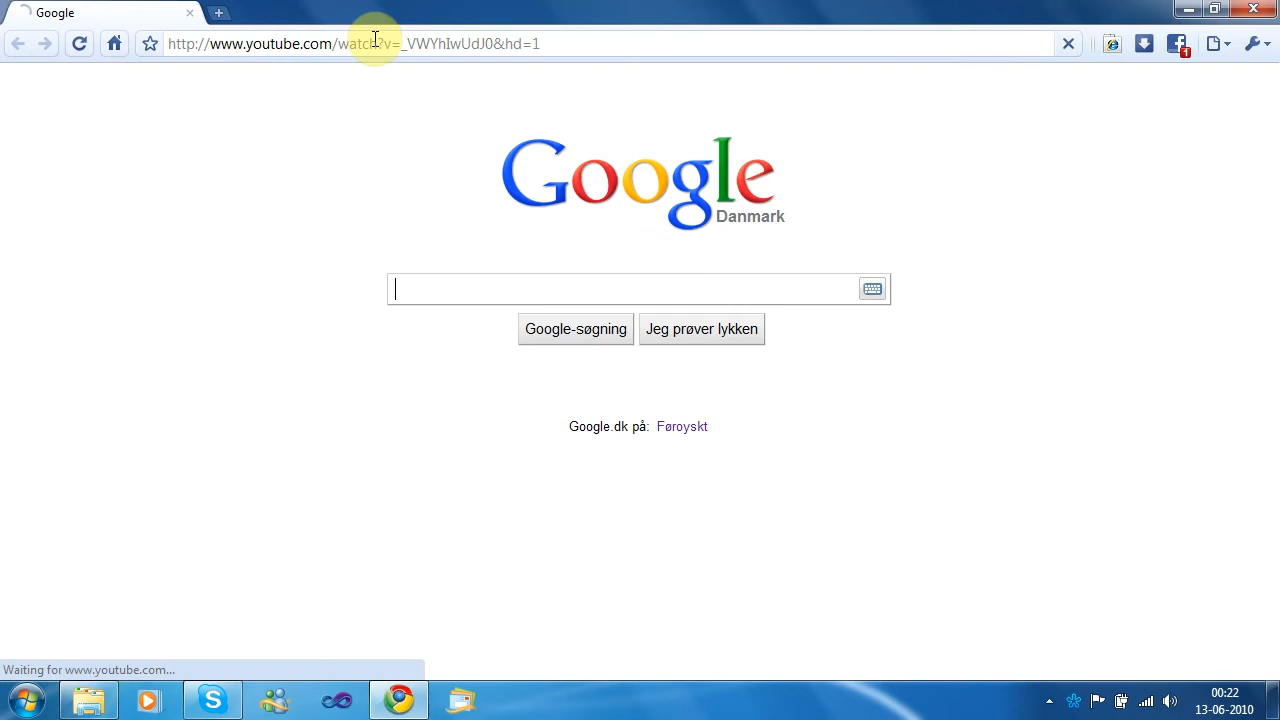 Google
http://www.youtube.com/watch?v=_VWYhIwUdJ0&hd=1
1
Google
Danmark
Google-søgning
Jeg prøver lykken
Google.dk på: Føroyskt
Waiting for www.youtube.com...
00:22
13-06-2010